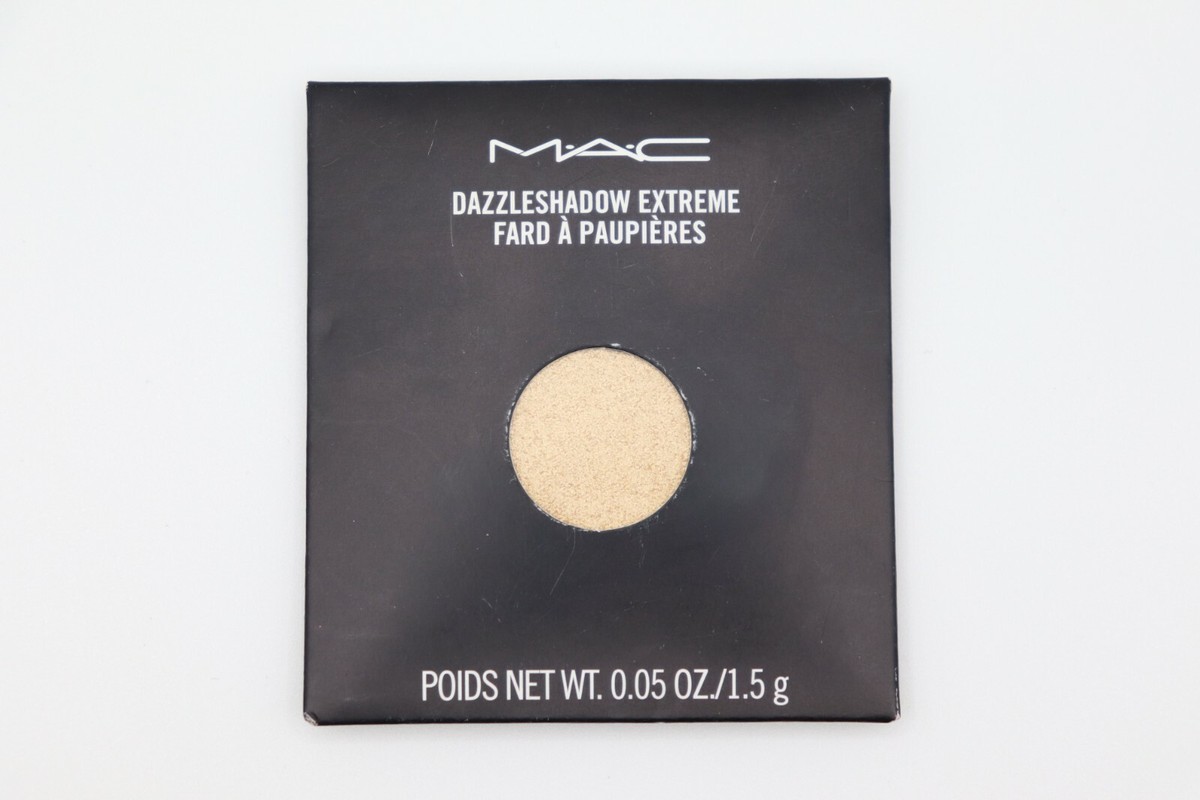 M·A·C
DAZZLESHADOW EXTREME
FARD À PAUPIÈRES
POIDS NET WT. 0.05 OZ./1.5 g